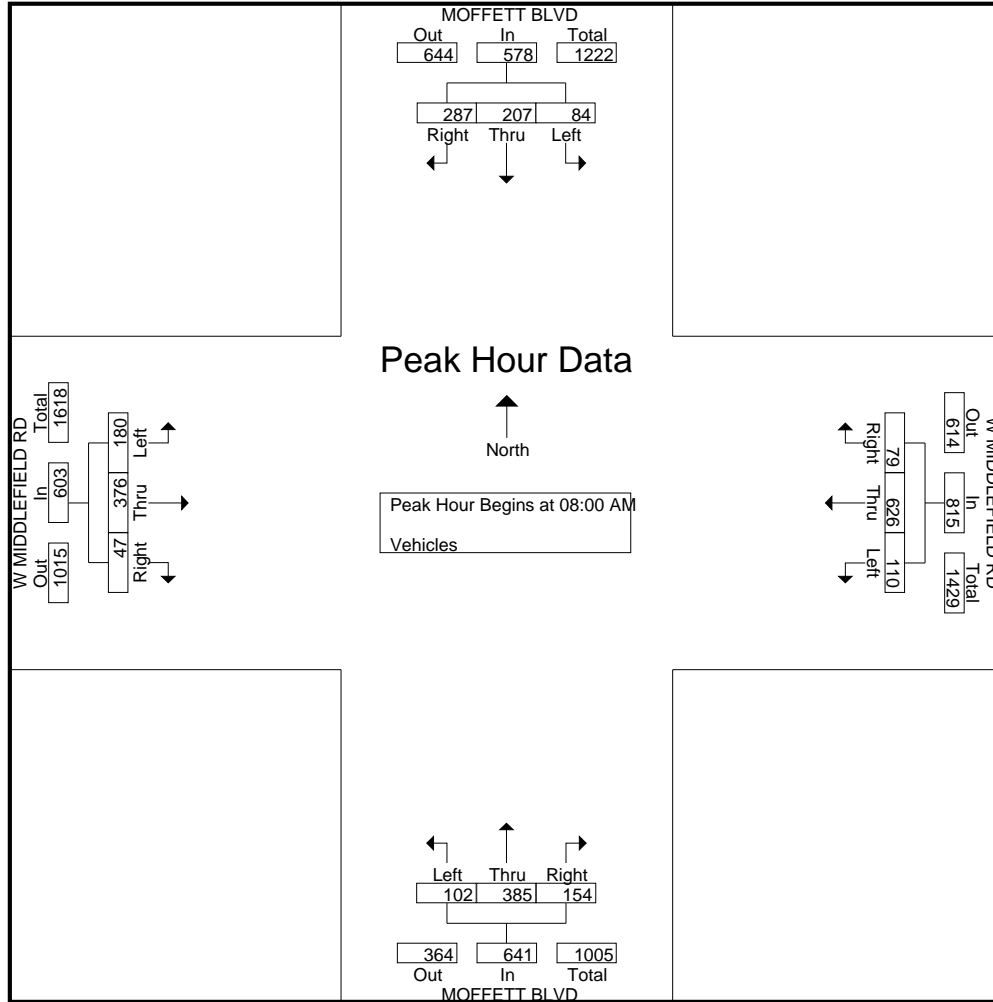 MOFFETT BLVD
Out In Total
644 578 1222
287 207 84
Right Thru Left
Peak Hour Data
North
Peak Hour Begins at 08:00 AM
Vehicles
W MIDDLEFIELD RD
Out In Total
1015 603 1618
Left Thru Right
180 376 47
W MIDDLEFIELD RD
Out In Total
614 815 1429
Right Thru Left
79 626 110
Left Thru Right
102 385 154
364 641 1005
Out In Total
MOFFETT BLVD